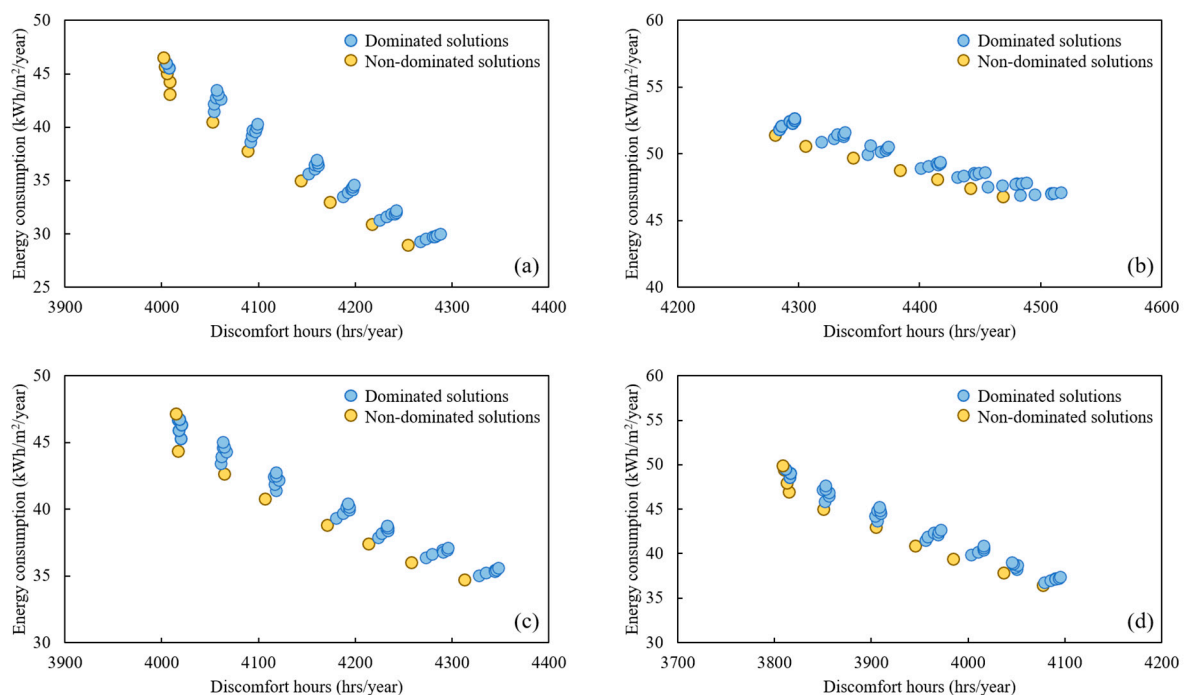 50
45
40
35
30
25
Energy consumption (kWh/m²/year)
Dominated solutions
Non-dominated solutions
(a)
3900 4000 4100 4200 4300 4400
Discomfort hours (hrs/year)
60
55
50
45
40
Energy consumption (kWh/m²/year)
Dominated solutions
Non-dominated solutions
(b)
4200 4300 4400 4500 4600
Discomfort hours (hrs/year)
50
45
40
35
30
Energy consumption (kWh/m²/year)
Dominated solutions
Non-dominated solutions
(c)
3900 4000 4100 4200 4300 4400
Discomfort hours (hrs/year)
60
55
50
45
40
35
30
Energy consumption (kWh/m²/year)
Dominated solutions
Non-dominated solutions
(d)
3700 3800 3900 4000 4100 4200
Discomfort hours (hrs/year)